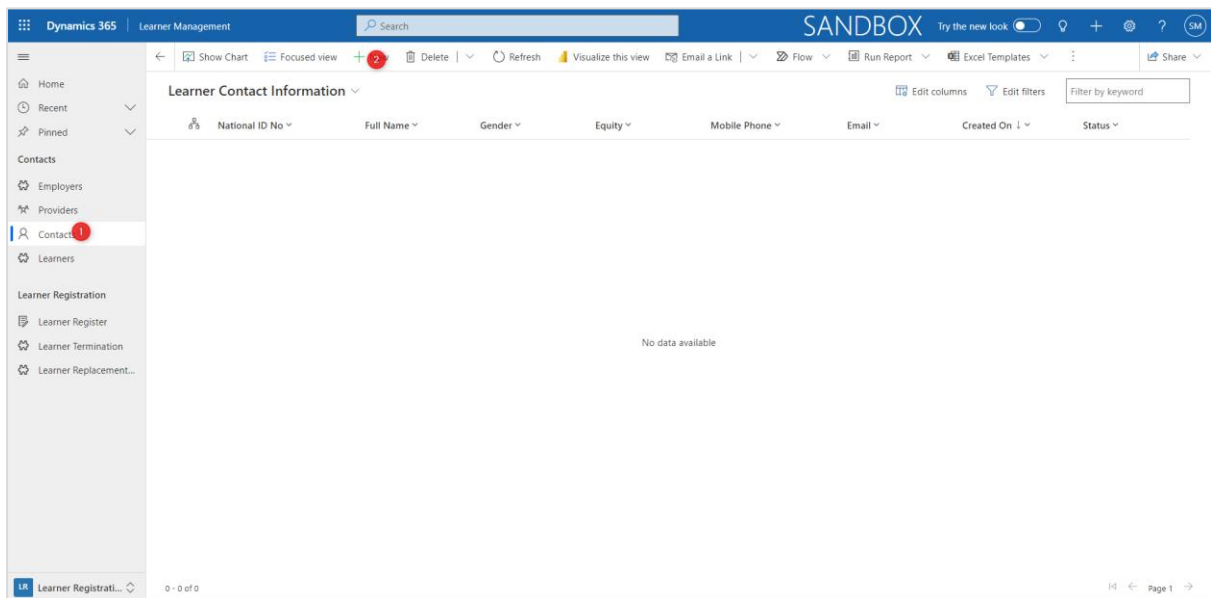 Dynamics 365 Learner Management Search SANDBOX Try the new look ? SM
Show Chart Focused view 2 Delete Refresh Visualize this view Email a Link Flow Run Report Excel Templates Share
Home
Recent
Pinned
Contacts
Employers
Providers
Contacts 1
Learners
Learner Registration
Learner Register
Learner Termination
Learner Replacement...
LR Learner Registrati...
Learner Contact Information Edit columns Edit filters Filter by keyword
National ID No Full Name Gender Equity Mobile Phone Email Created On ↓ Status
No data available
0 - 0 of 0 Page 1